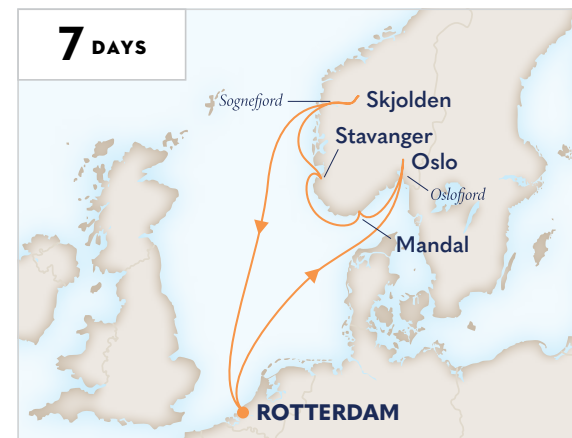 7 DAYS
Sognefjord
Skjolden
Stavanger
Oslo
Oslofjord
Mandal
ROTTERDAM